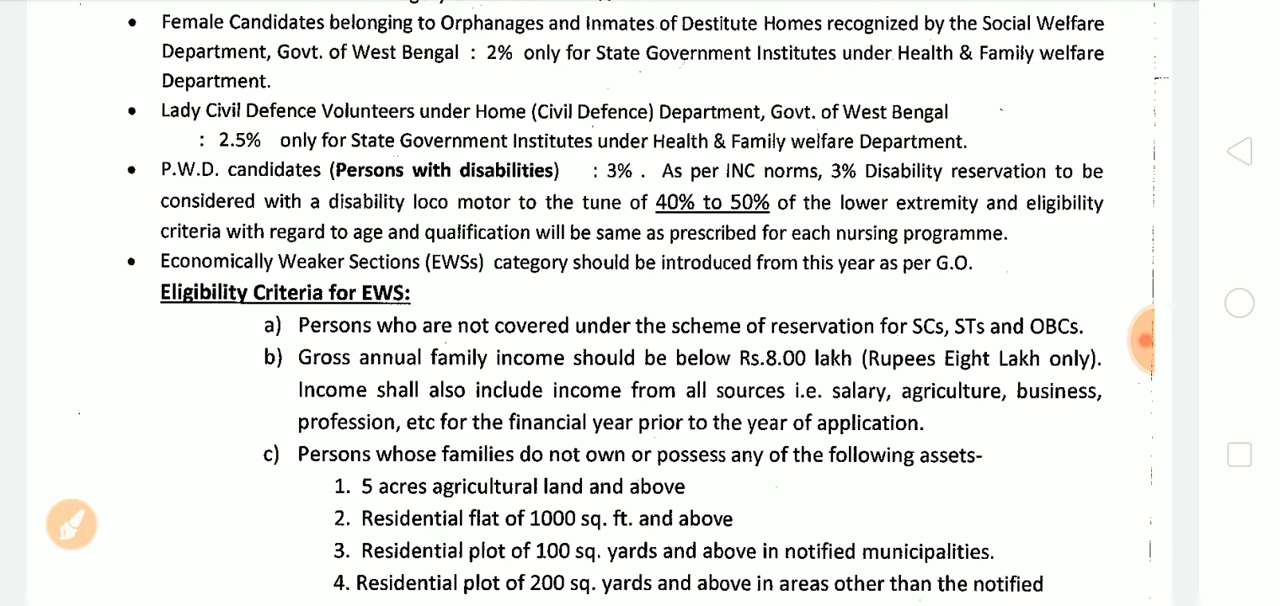 • Female Candidates belonging to Orphanages and Inmates of Destitute Homes recognized by the Social Welfare
Department, Govt. of West Bengal : 2% only for State Government Institutes under Health & Family welfare
Department.
• Lady Civil Defence Volunteers under Home (Civil Defence) Department, Govt. of West Bengal
: 2.5% only for State Government Institutes under Health & Family welfare Department.
• P.W.D. candidates (Persons with disabilities) : 3% . As per INC norms, 3% Disability reservation to be
considered with a disability loco motor to the tune of 40% to 50% of the lower extremity and eligibility
criteria with regard to age and qualification will be same as prescribed for each nursing programme.
• Economically Weaker Sections (EWSs) category should be introduced from this year as per G.O.
Eligibility Criteria for EWS:
a) Persons who are not covered under the scheme of reservation for SCs, STs and OBCs.
b) Gross annual family income should be below Rs.8.00 lakh (Rupees Eight Lakh only).
Income shall also include income from all sources i.e. salary, agriculture, business,
profession, etc for the financial year prior to the year of application.
c) Persons whose families do not own or possess any of the following assets-
1. 5 acres agricultural land and above
2. Residential flat of 1000 sq. ft. and above
3. Residential plot of 100 sq. yards and above in notified municipalities.
4. Residential plot of 200 sq. yards and above in areas other than the notified